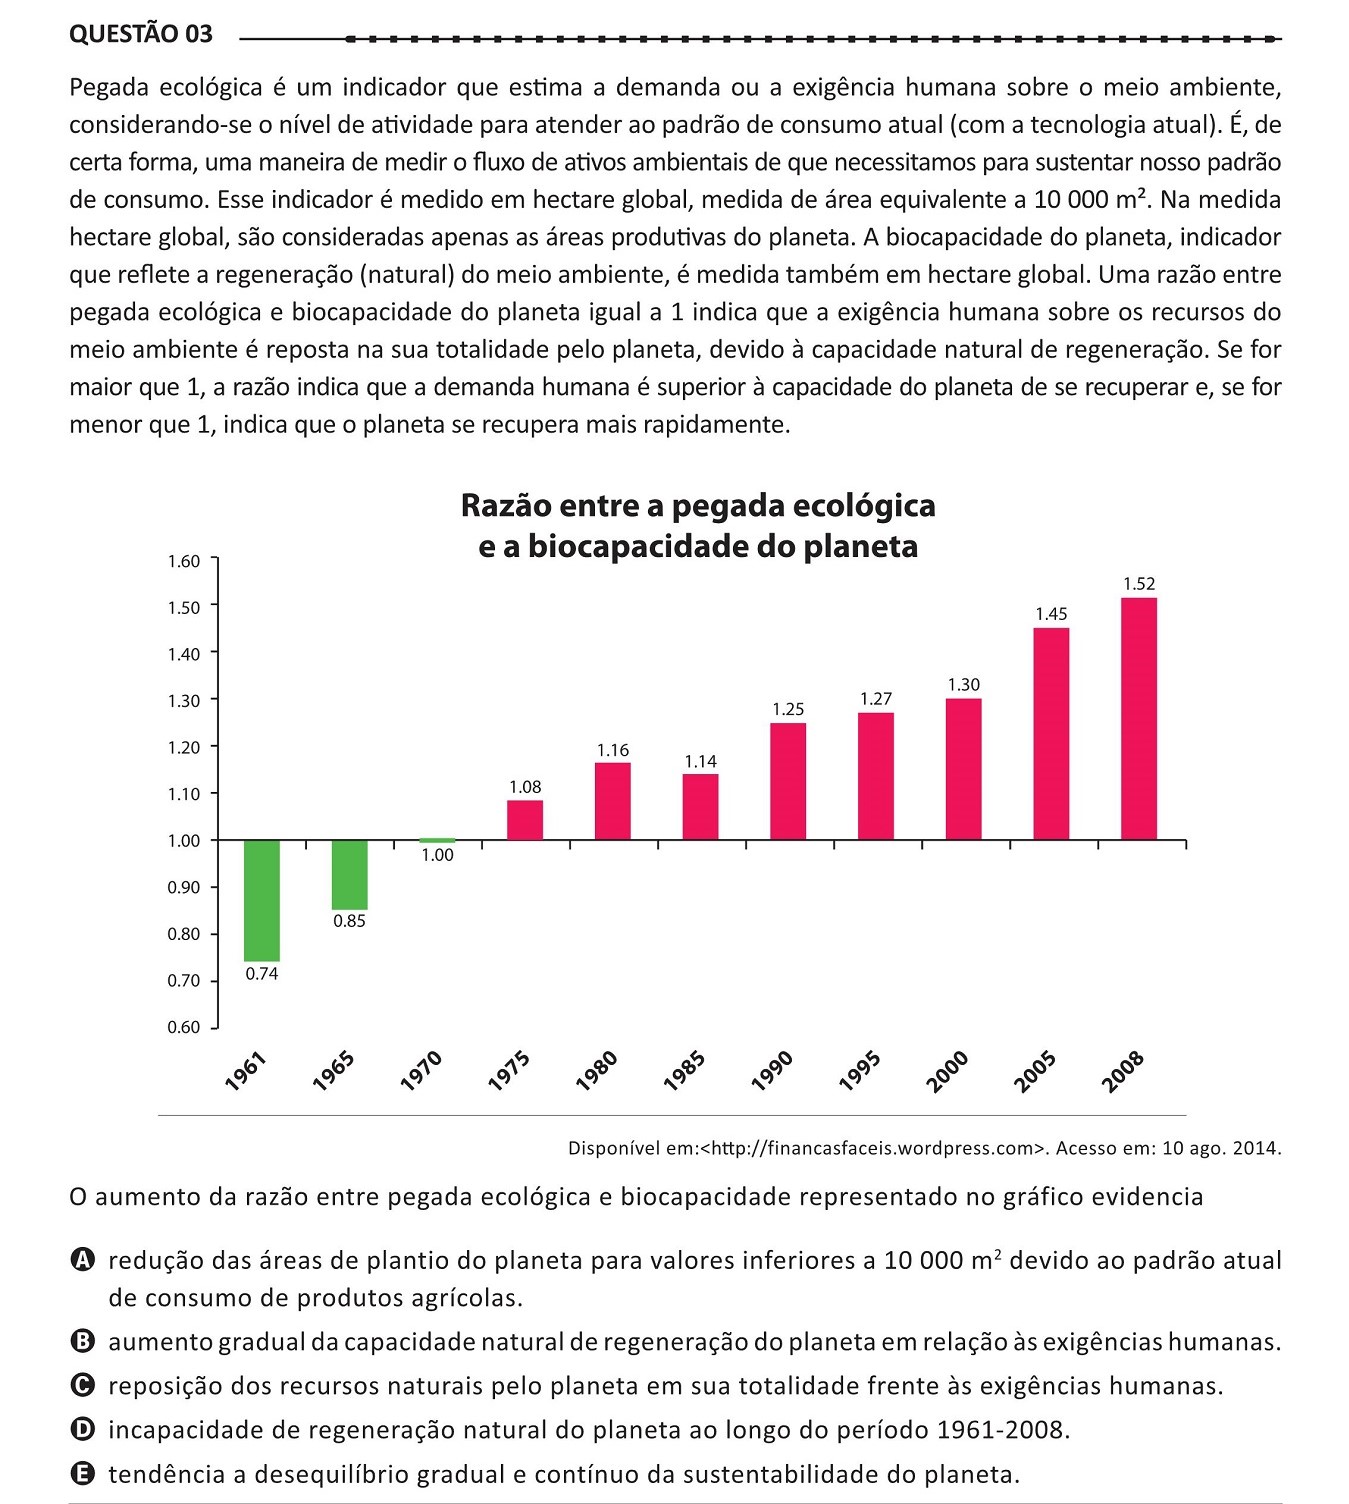 QUESTÃO 03
Pegada ecológica é um indicador que estima a demanda ou a exigência humana sobre o meio ambiente,
considerando-se o nível de atividade para atender ao padrão de consumo atual (com a tecnologia atual). É, de
certa forma, uma maneira de medir o fluxo de ativos ambientais de que necessitamos para sustentar nosso padrão
de consumo. Esse indicador é medido em hectare global, medida de área equivalente a 10 000 m². Na medida
hectare global, são consideradas apenas as áreas produtivas do planeta. A biocapacidade do planeta, indicador
que reflete a regeneração (natural) do meio ambiente, é medida também em hectare global. Uma razão entre
pegada ecológica e biocapacidade do planeta igual a 1 indica que a exigência humana sobre os recursos do
meio ambiente é reposta na sua totalidade pelo planeta, devido à capacidade natural de regeneração. Se for
maior que 1, a razão indica que a demanda humana é superior à capacidade do planeta de se recuperar e, se for
menor que 1, indica que o planeta se recupera mais rapidamente.
Razão entre a pegada ecológica
e a biocapacidade do planeta
1.60
1.50
1.40
1.30
1.20
1.10
1.00
0.90
0.80
0.70
0.60
0.74
0.85
1.00
1.08
1.16
1.14
1.25
1.27
1.30
1.45
1.52
1961
1965
1970
1975
1980
1985
1990
1995
2000
2005
2008
Disponível em:<http://financasfaceis.wordpress.com>. Acesso em: 10 ago. 2014.
O aumento da razão entre pegada ecológica e biocapacidade representado no gráfico evidencia
A redução das áreas de plantio do planeta para valores inferiores a 10 000 m² devido ao padrão atual
de consumo de produtos agrícolas.
B aumento gradual da capacidade natural de regeneração do planeta em relação às exigências humanas.
C reposição dos recursos naturais pelo planeta em sua totalidade frente às exigências humanas.
D incapacidade de regeneração natural do planeta ao longo do período 1961-2008.
E tendência a desequilíbrio gradual e contínuo da sustentabilidade do planeta.